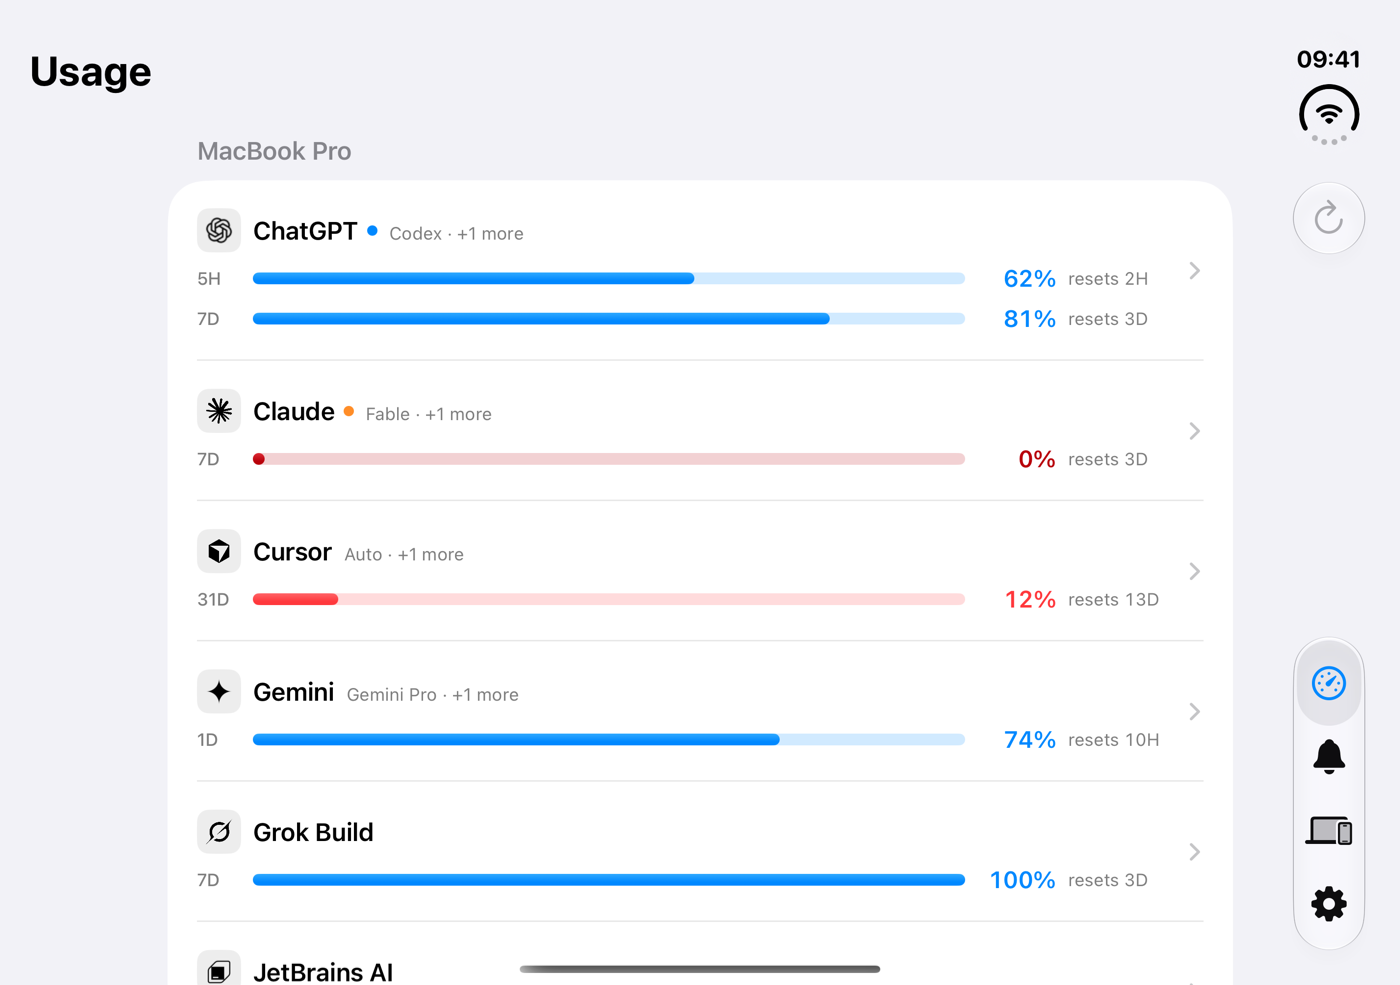 09:41
Usage
MacBook Pro
ChatGPT Codex · +1 more
5H 62% resets 2H
7D 81% resets 3D
Claude Fable · +1 more
7D 0% resets 3D
Cursor Auto · +1 more
31D 12% resets 13D
Gemini Gemini Pro · +1 more
1D 74% resets 10H
Grok Build
7D 100% resets 3D
JetBrains AI